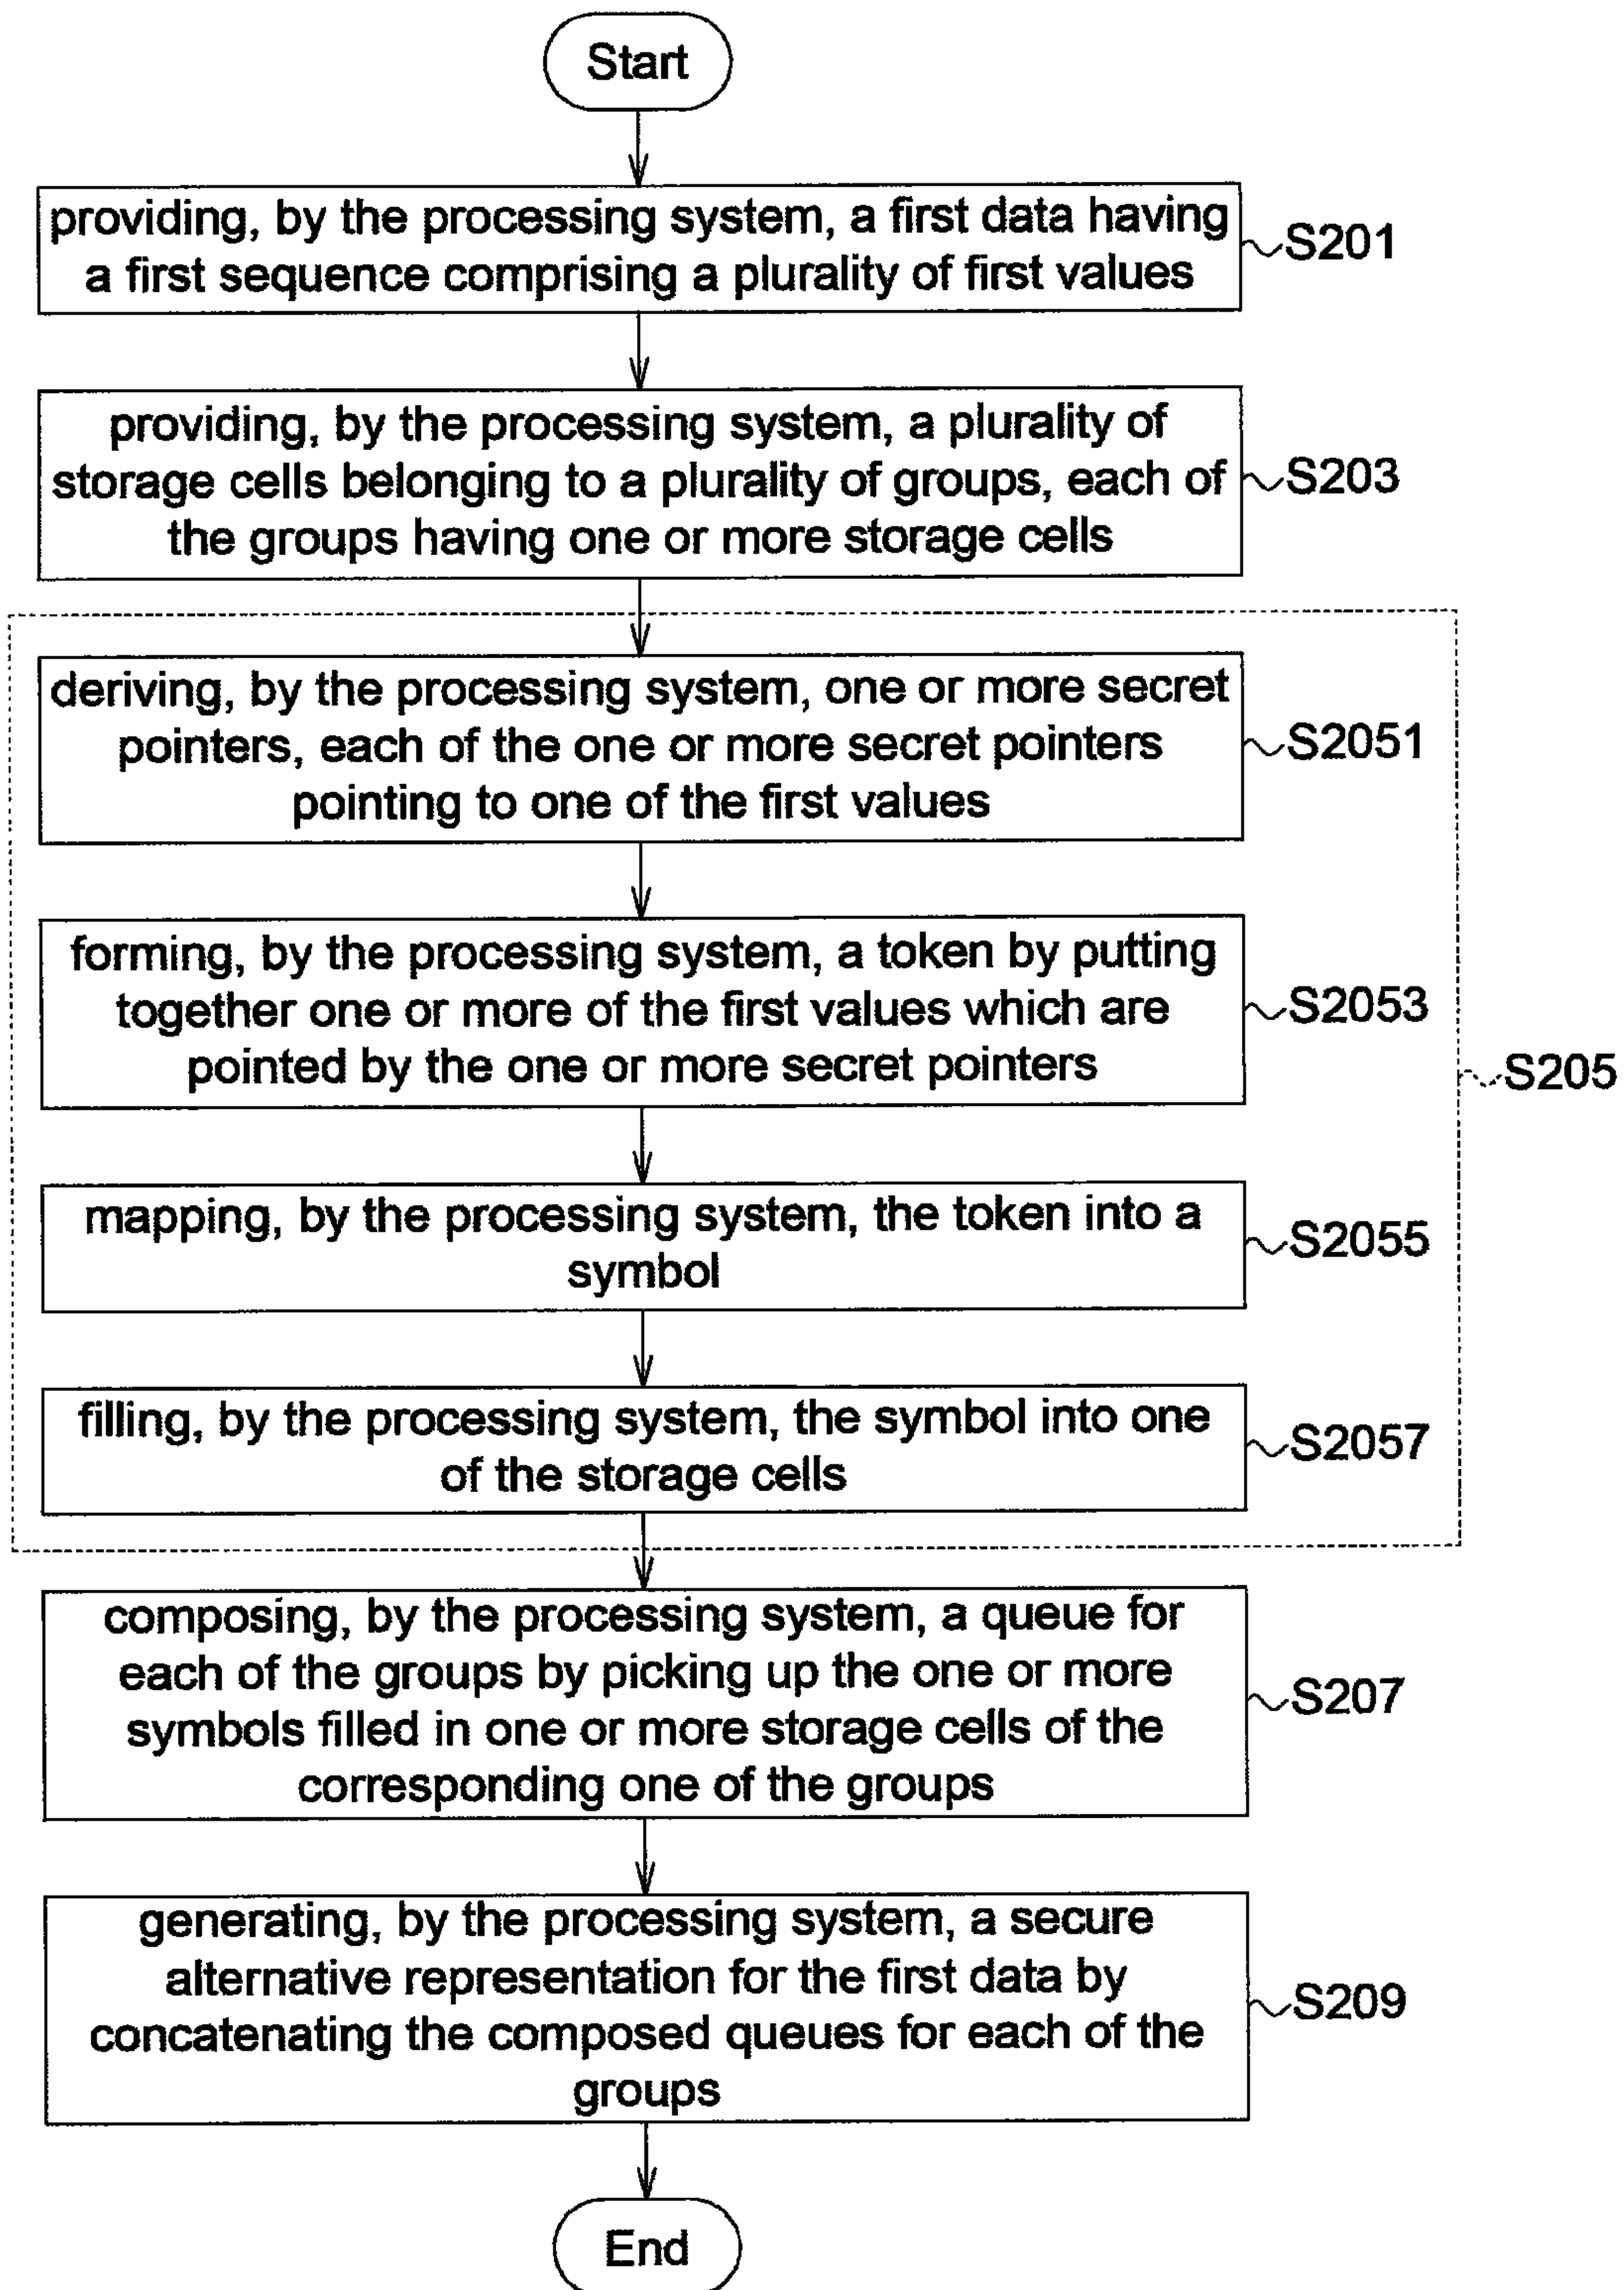 Start
providing, by the processing system, a first data having
a first sequence comprising a plurality of first values
S201
providing, by the processing system, a plurality of
storage cells belonging to a plurality of groups, each of
the groups having one or more storage cells
S203
deriving, by the processing system, one or more secret
pointers, each of the one or more secret pointers
pointing to one of the first values
S2051
forming, by the processing system, a token by putting
together one or more of the first values which are
pointed by the one or more secret pointers
S2053
S205
mapping, by the processing system, the token into a
symbol
S2055
filling, by the processing system, the symbol into one
of the storage cells
S2057
composing, by the processing system, a queue for
each of the groups by picking up the one or more
symbols filled in one or more storage cells of the
corresponding one of the groups
S207
generating, by the processing system, a secure
alternative representation for the first data by
concatenating the composed queues for each of the
groups
S209
End